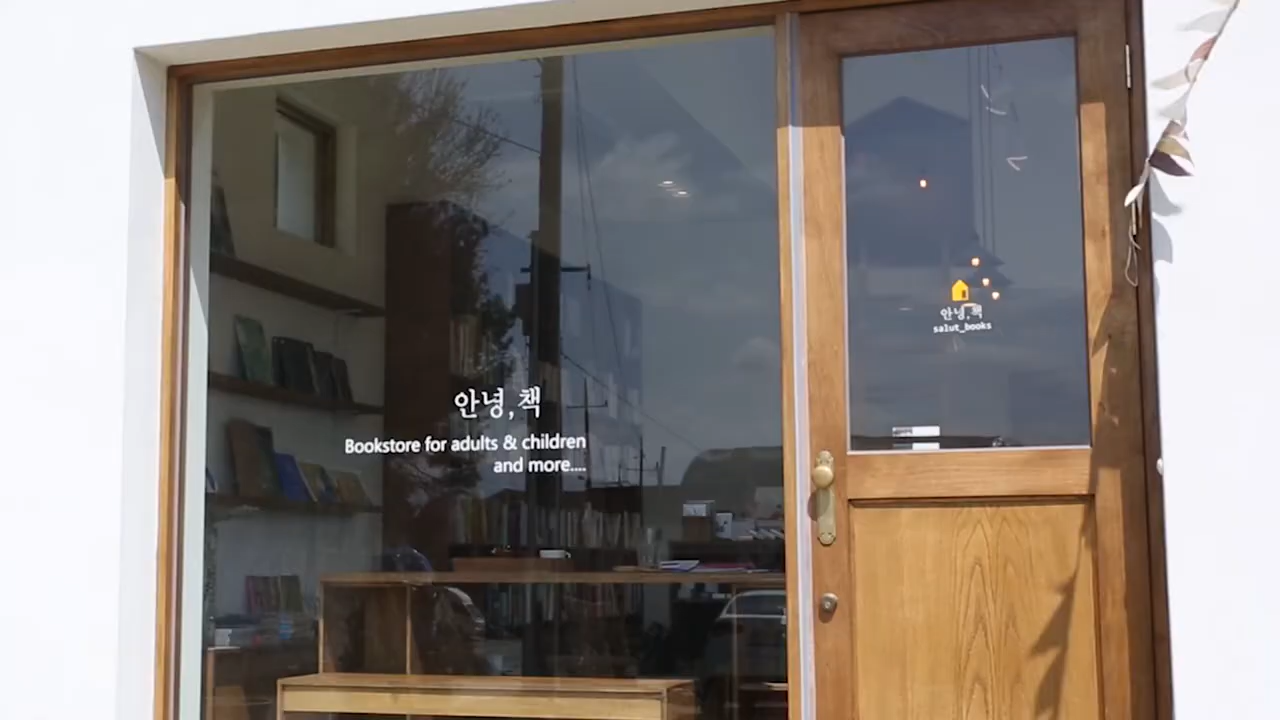 안녕,책
Bookstore for adults & children
and more....
안녕,책
salut_books